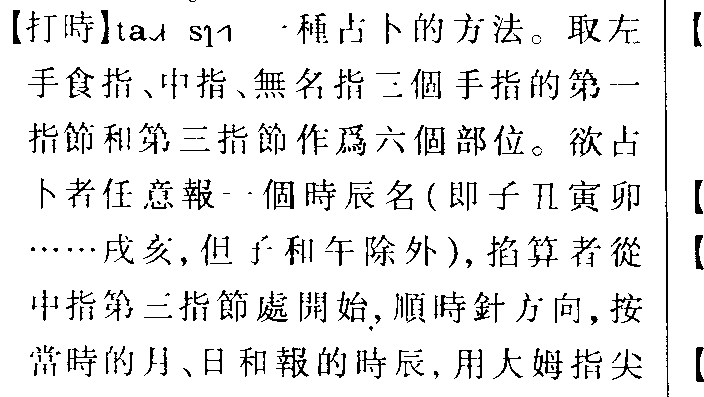 【打時】taɹ sɿ˥ 一種占卜的方法。取左
手食指、中指、無名指三個手指的第一
指節和第三指節作爲六個部位。欲占
卜者任意報一個時辰名(即子丑寅卯
……戌亥,但子和午除外),掐算者從
中指第三指節處開始,順時針方向,按
當時的月、日和報的時辰,用大姆指尖
【
【
【
【